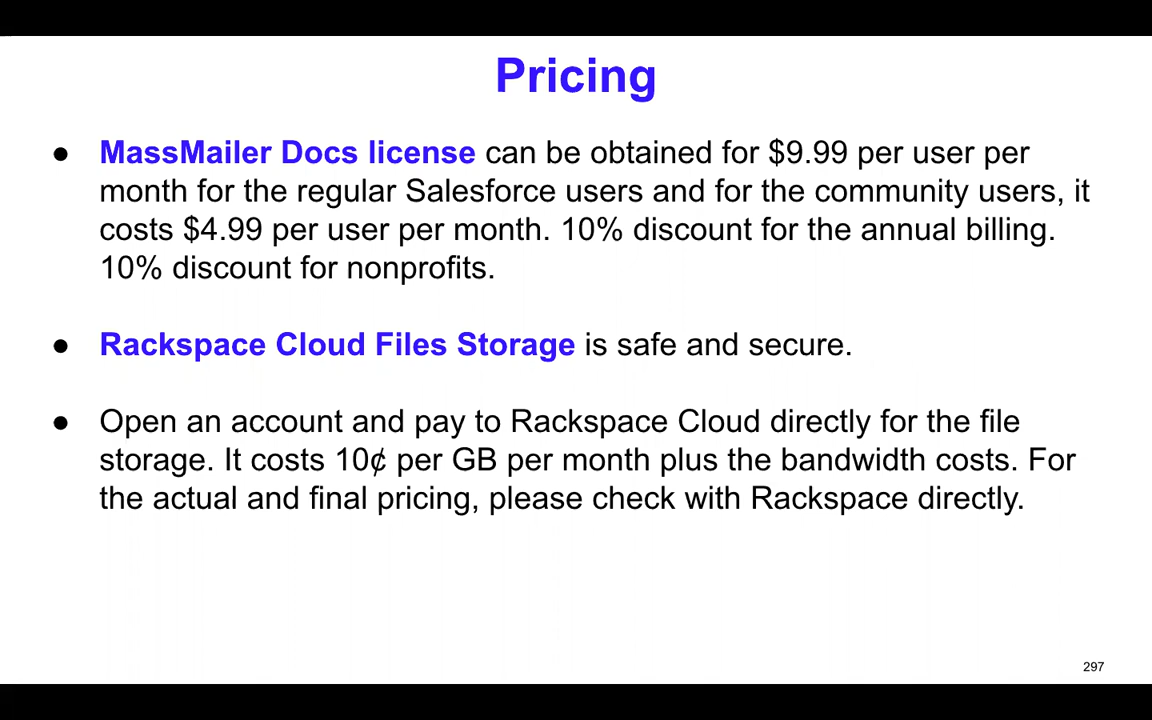 Pricing
● MassMailer Docs license can be obtained for $9.99 per user per
month for the regular Salesforce users and for the community users, it
costs $4.99 per user per month. 10% discount for the annual billing.
10% discount for nonprofits.
● Rackspace Cloud Files Storage is safe and secure.
● Open an account and pay to Rackspace Cloud directly for the file
storage. It costs 10¢ per GB per month plus the bandwidth costs. For
the actual and final pricing, please check with Rackspace directly.
297